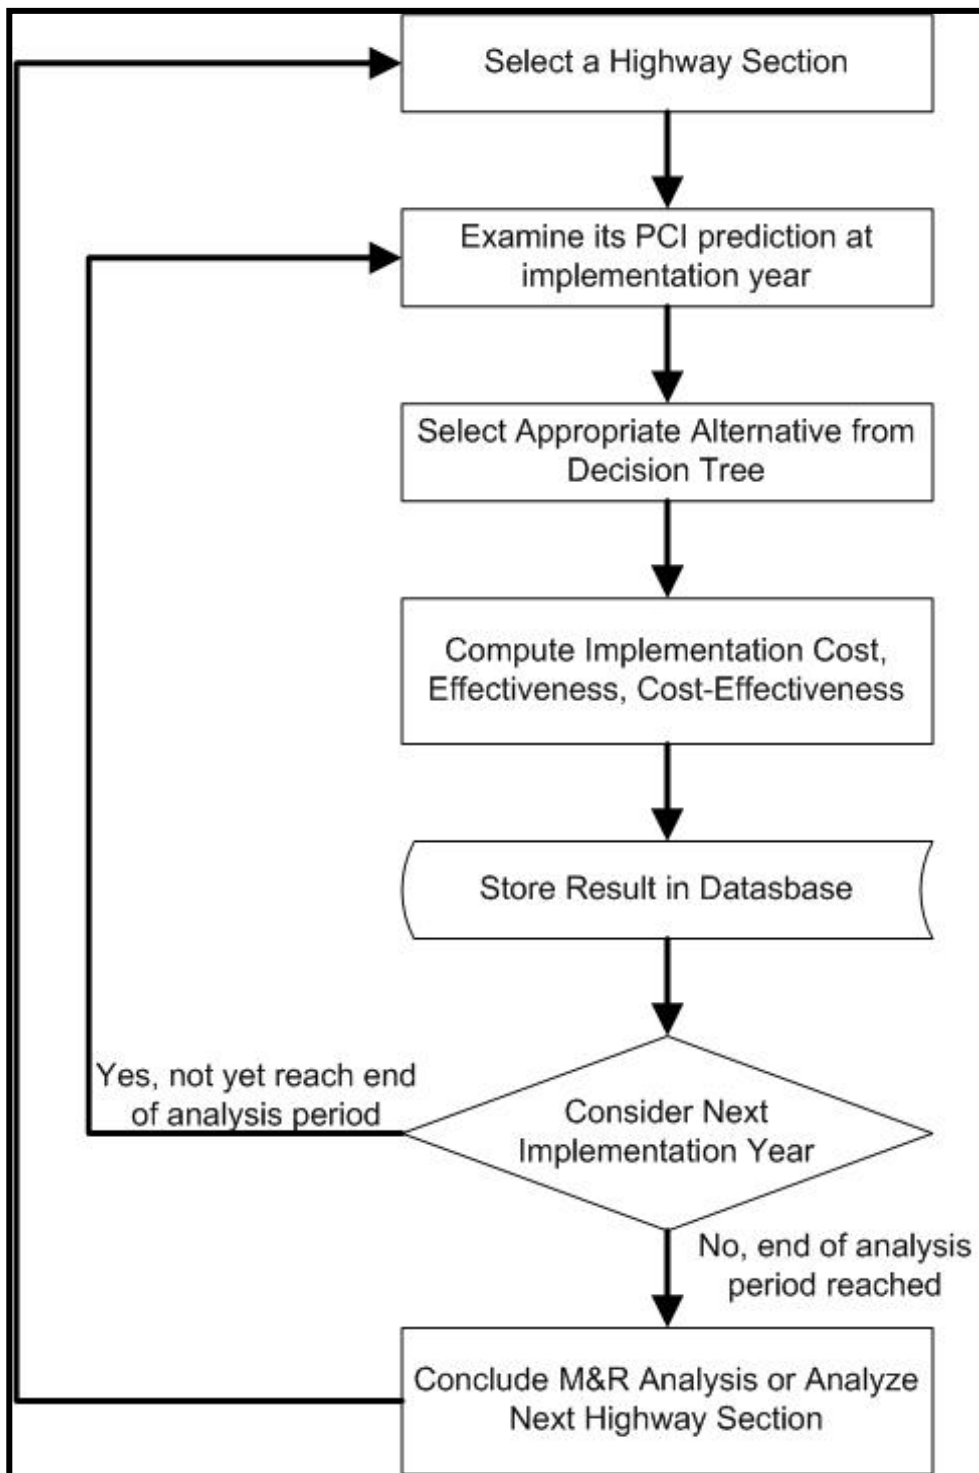 Select a Highway Section
Examine its PCI prediction at
implementation year
Select Appropriate Alternative from
Decision Tree
Compute Implementation Cost,
Effectiveness, Cost-Effectiveness
Store Result in Datasbase
Yes, not yet reach end
of analysis period
Consider Next
Implementation Year
No, end of analysis
period reached
Conclude M&R Analysis or Analyze
Next Highway Section